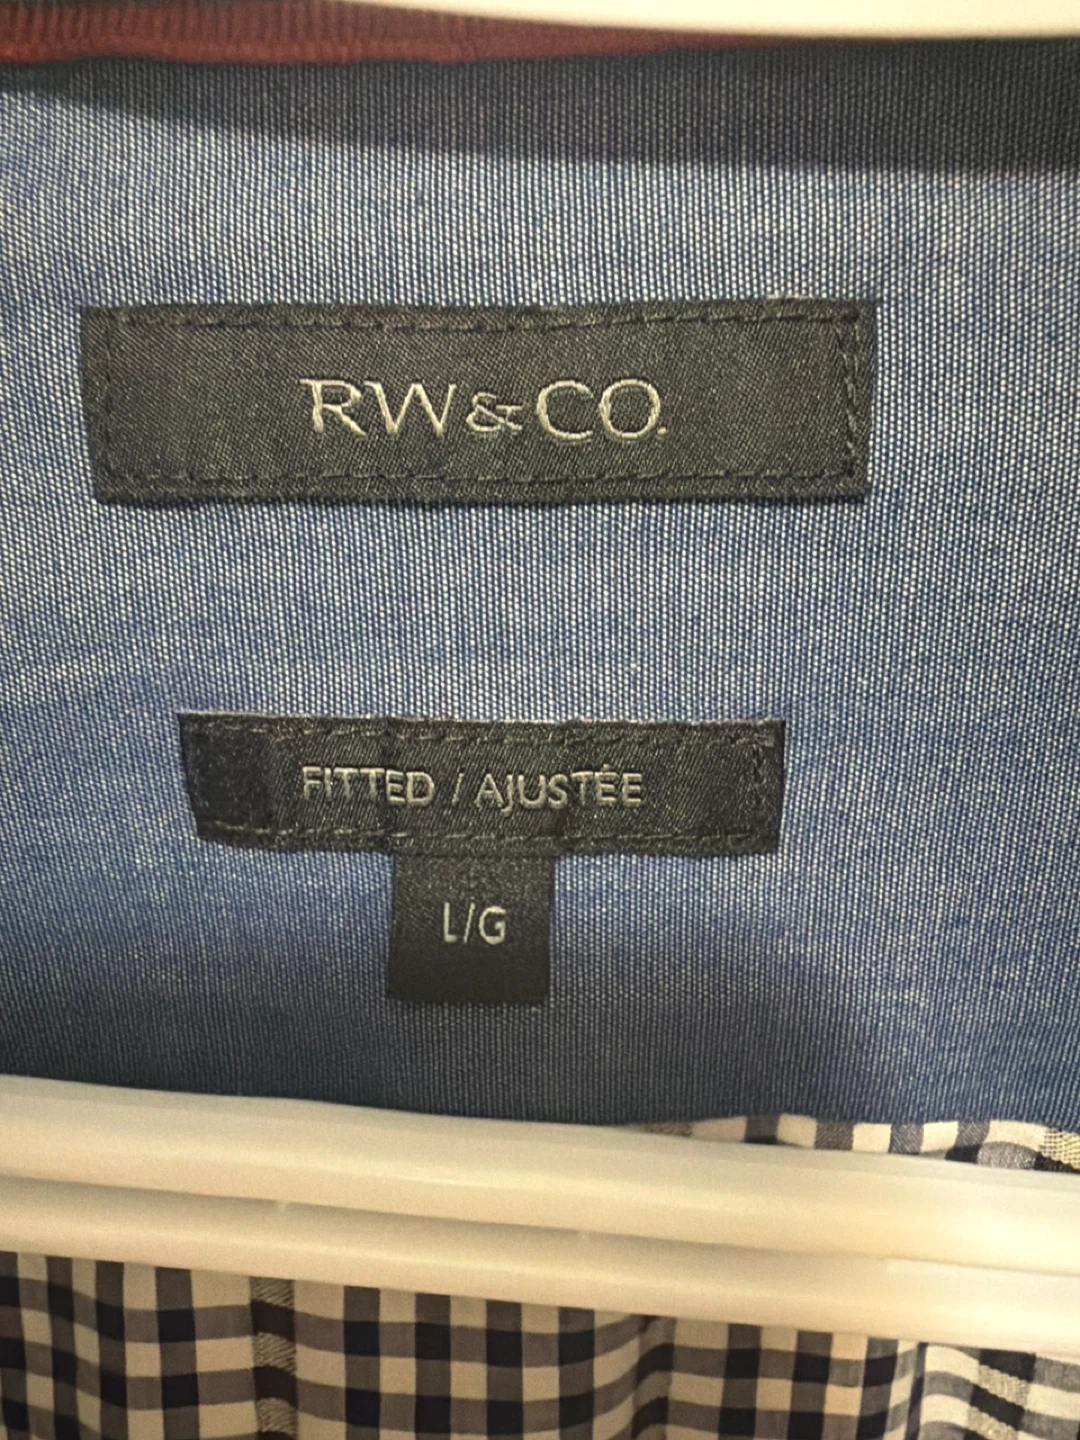 RW&CO.
FITTED / AJUSTÉE
L/G